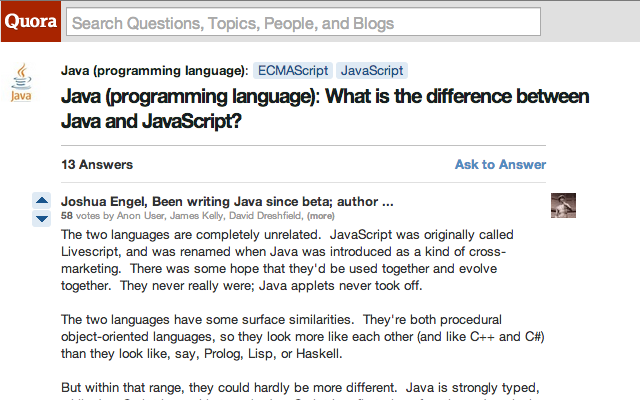 Quora
Search Questions, Topics, People, and Blogs
Java
Java (programming language): ECMAScript JavaScript
Java (programming language): What is the difference between
Java and JavaScript?
13 Answers
Ask to Answer
Joshua Engel, Been writing Java since beta; author ...
58 votes by Anon User, James Kelly, David Dreshfield, (more)
The two languages are completely unrelated.  JavaScript was originally called
Livescript, and was renamed when Java was introduced as a kind of cross-
marketing.  There was some hope that they'd be used together and evolve
together.  They never really were; Java applets never took off.
The two languages have some surface similarities.  They're both procedural
object-oriented languages, so they look more like each other (and like C++ and C#)
than they look like, say, Prolog, Lisp, or Haskell.
But within that range, they could hardly be more different.  Java is strongly typed,